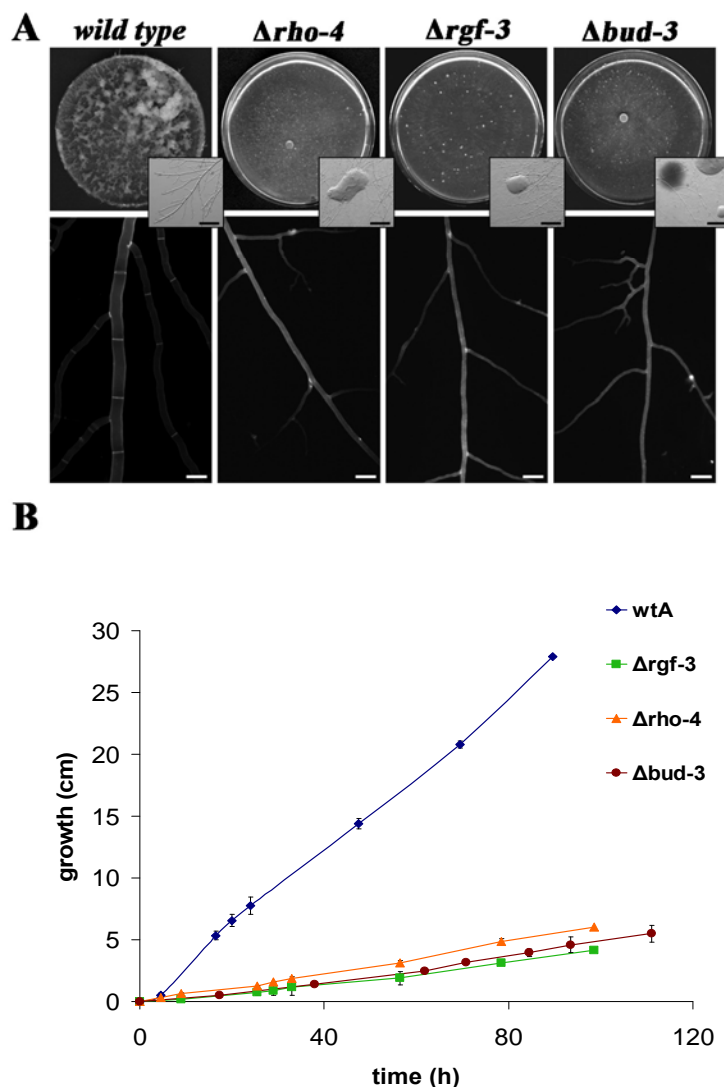 A
wild type
Δrho-4
Δrgf-3
Δbud-3
B
growth (cm)
30
25
20
15
10
5
0
0
40
80
120
time (h)
wtA
Δrgf-3
Δrho-4
Δbud-3